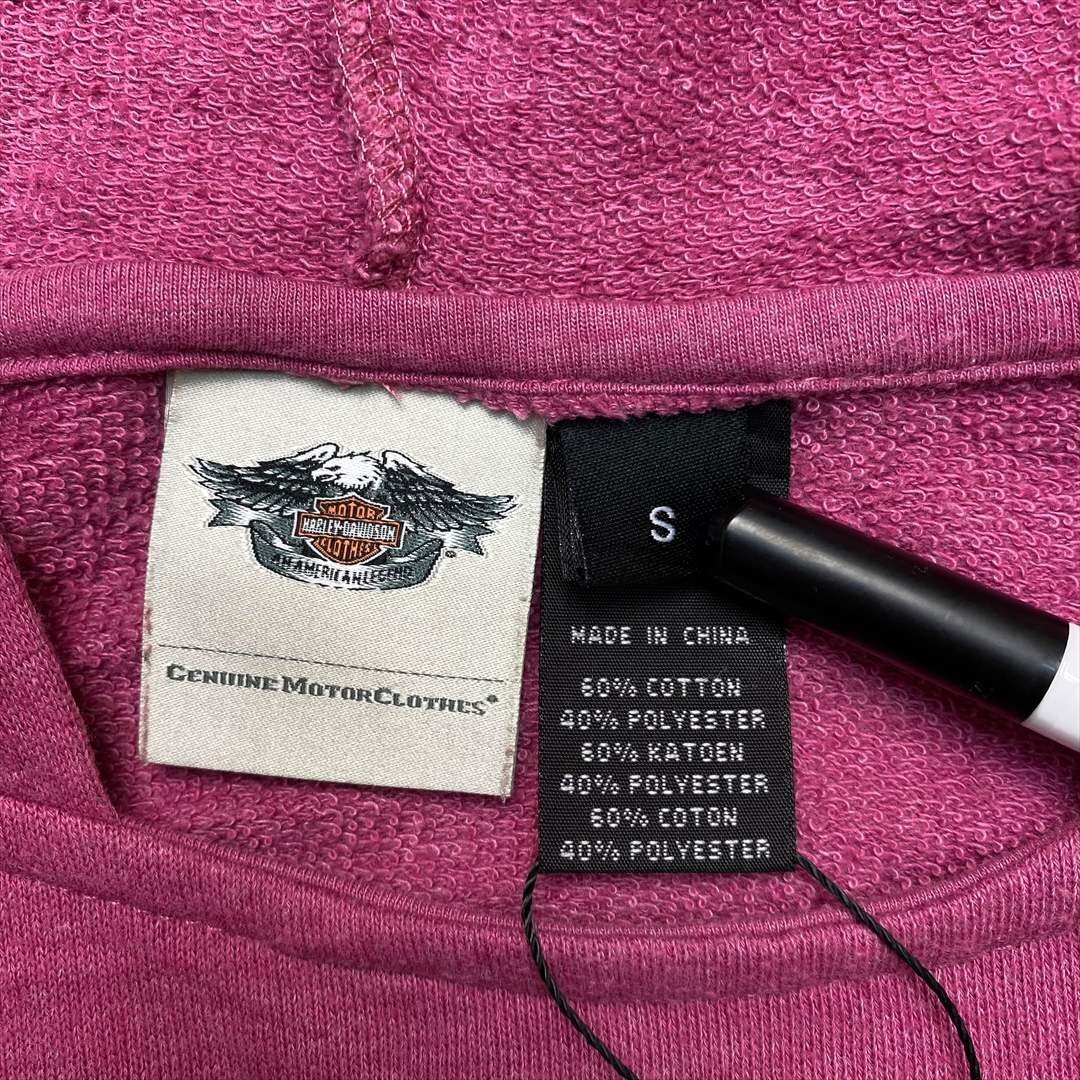 MOTOR
HARLEY-DAVIDSON
CLOTHES
AN AMERICAN LEGEND
GENUINE MOTORCLOTHES®
S
MADE IN CHINA
60% COTTON
40% POLYESTER
60% KATOEN
40% POLYESTER
60% COTON
40% POLYESTER